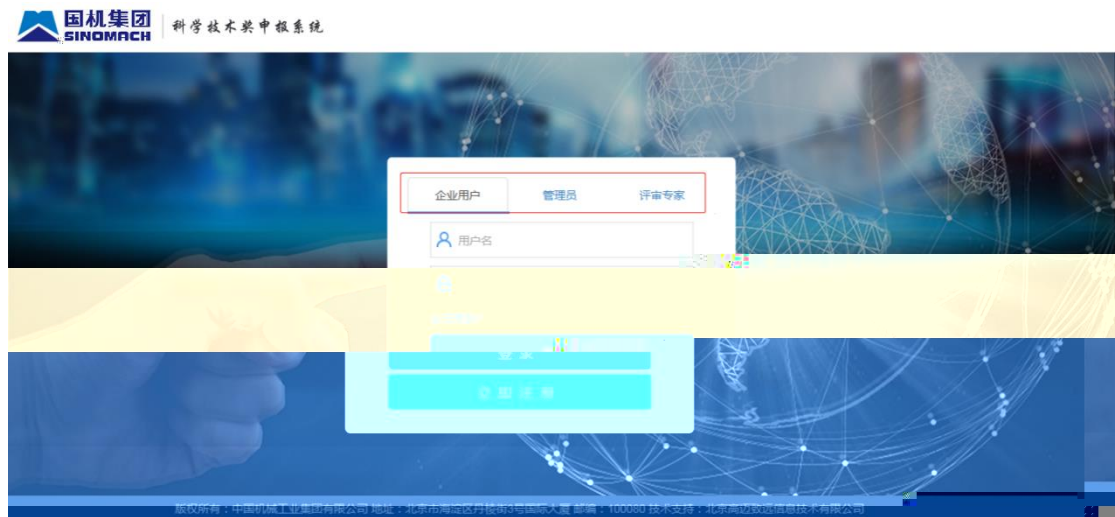 国机集团
SINOMACH
科学技术奖申报系统
企业用户 管理员 评审专家
用户名
登 录
版权所有：中国机械工业集团有限公司 地址：北京市海淀区丹棱街3号国际大厦 邮编：100080 技术支持：北京高迈数远信息技术有限公司